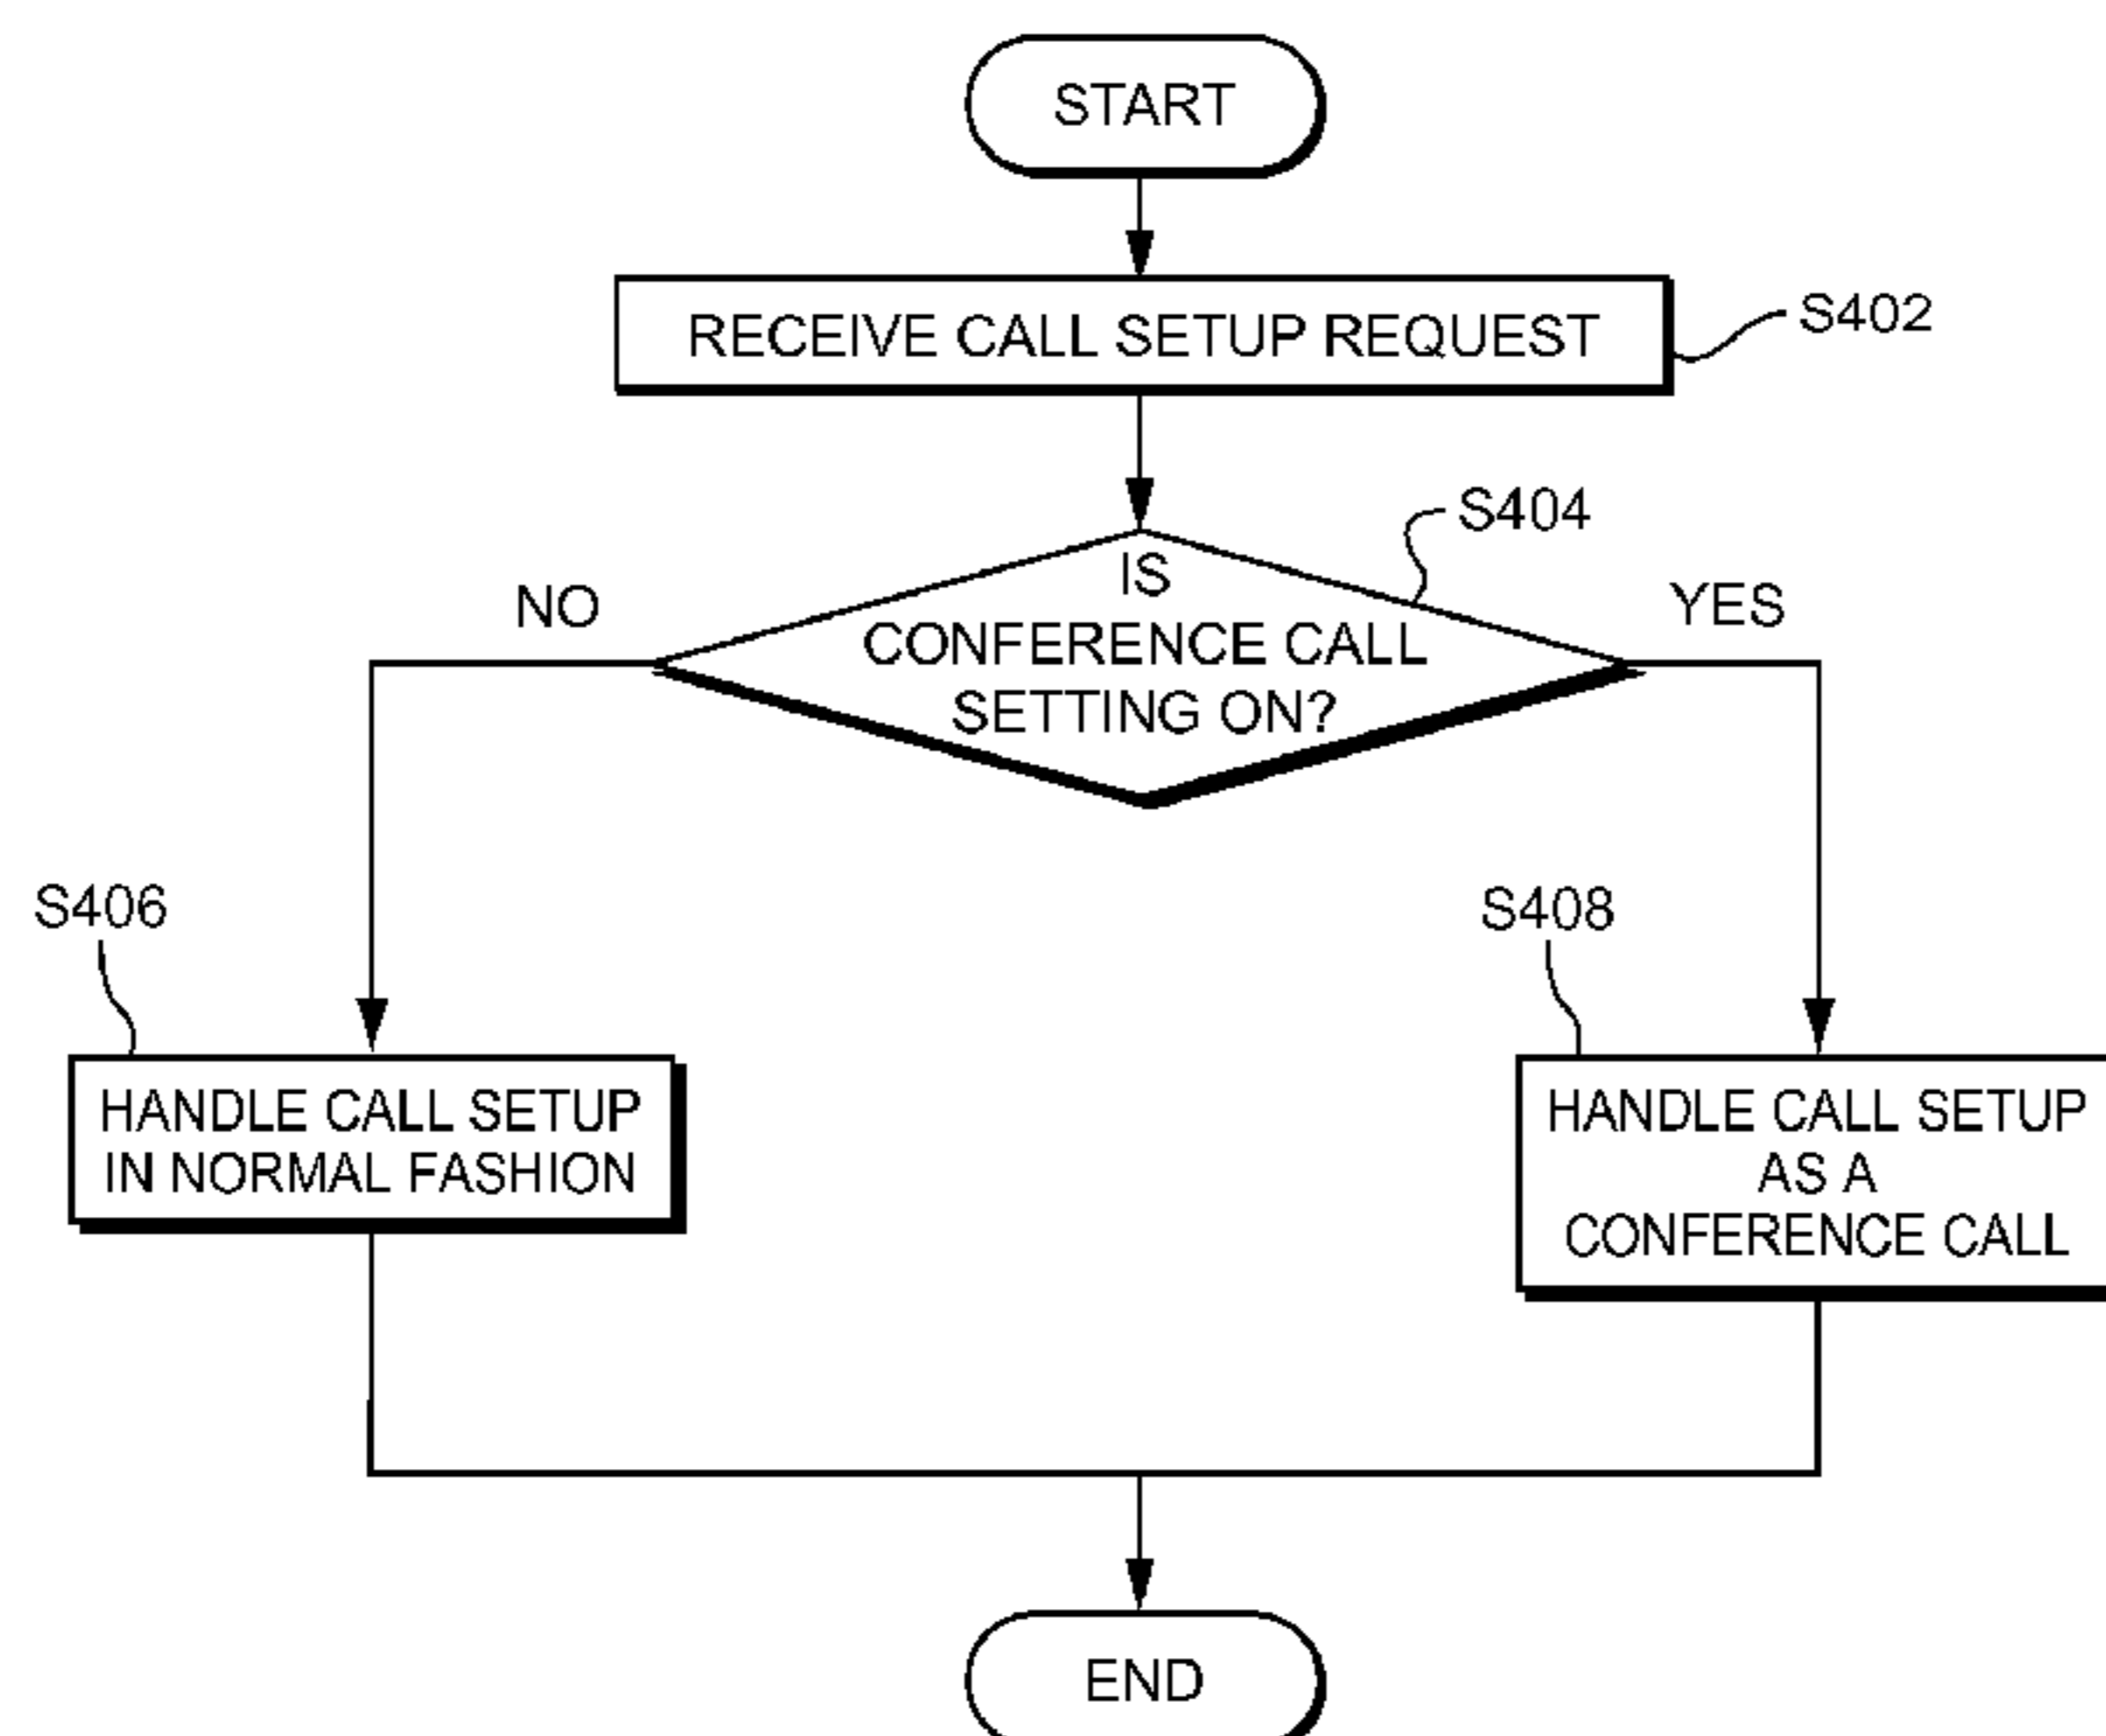 START
RECEIVE CALL SETUP REQUEST
S402
S404
IS
CONFERENCE CALL
SETTING ON?
NO
YES
S406
S408
HANDLE CALL SETUP
IN NORMAL FASHION
HANDLE CALL SETUP
AS A
CONFERENCE CALL
END